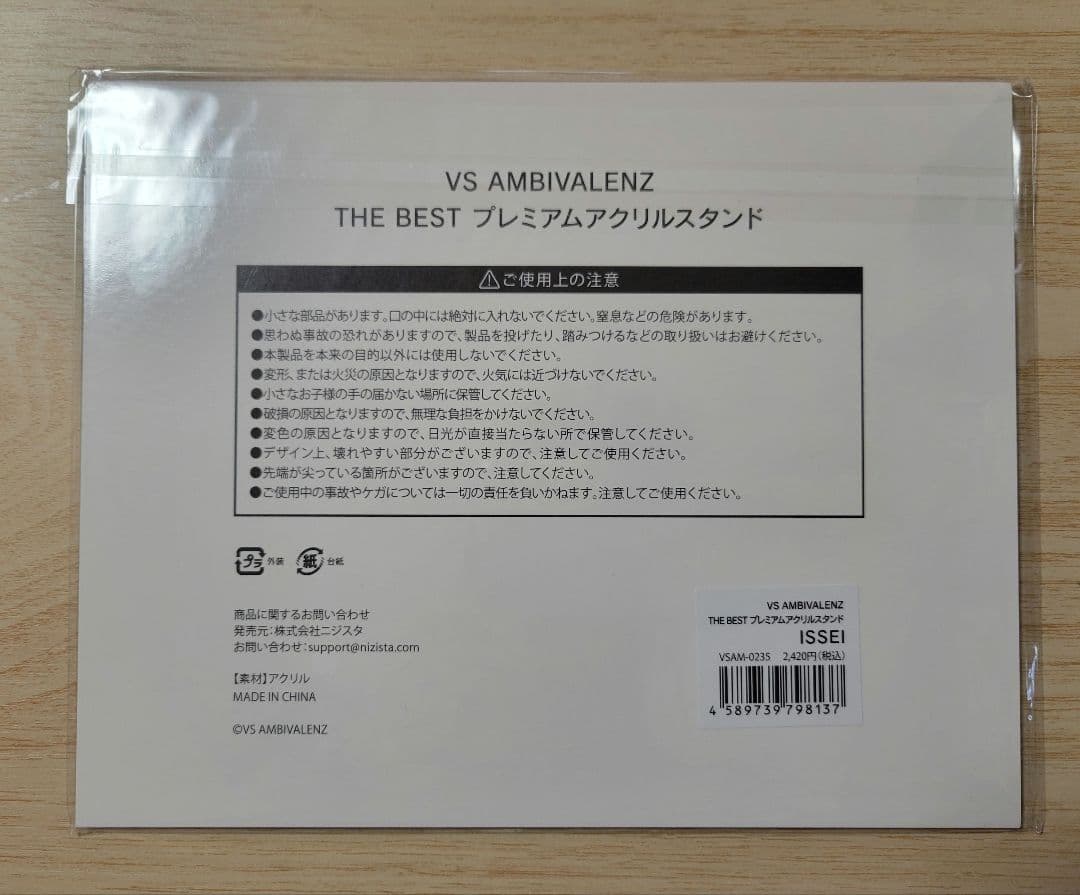 VS AMBIVALENZ
THE BEST プレミアムアクリルスタンド
ご使用上の注意
●小さな部品があります。口の中には絶対に入れないでください。窒息などの危険があります。
●思わぬ事故の恐れがありますので、製品を投げたり、踏みつけるなどの取り扱いはお避けください。
●本製品を本来の目的以外には使用しないでください。
●変形、または火災の原因となりますので、火気には近づけないでください。
●小さなお子様の手の届かない場所に保管してください。
●破損の原因となりますので、無理な負担をかけないでください。
●変色の原因となりますので、日光が直接当たらない所で保管してください。
●デザイン上、壊れやすい部分がございますので、注意してご使用ください。
●先端が尖っている箇所がございますので、注意してください。
●ご使用中の事故やケガについては一切の責任を負いかねます。注意してご使用ください。
プラ 外装 紙 台紙
商品に関するお問い合わせ
発売元:株式会社ニジスタ
お問い合わせ:support@nizista.com
【素材】アクリル
MADE IN CHINA
©VS AMBIVALENZ
VS AMBIVALENZ
THE BEST プレミアムアクリルスタンド
ISSEI
VSAM-0235 2,420円(税込)
4 589739 798137